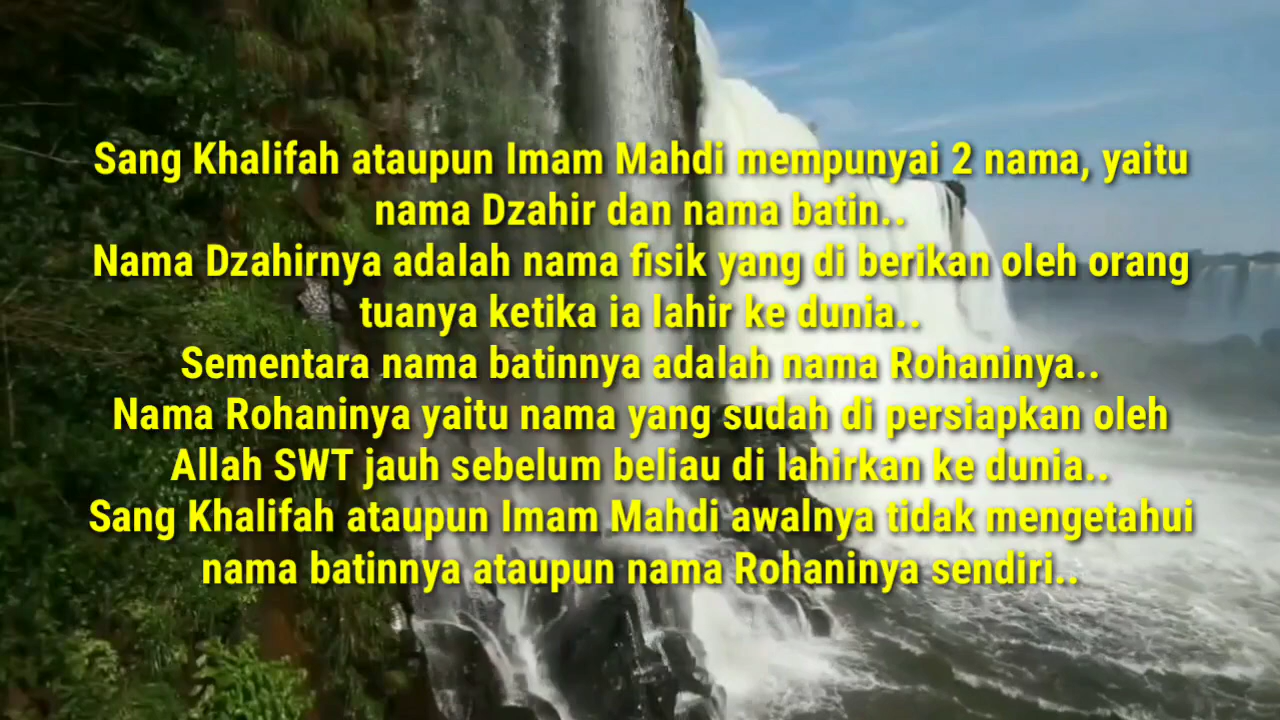 Sang Khalifah ataupun Imam Mahdi mempunyai 2 nama, yaitu
nama Dzahir dan nama batin..
Nama Dzahirnya adalah nama fisik yang di berikan oleh orang
tuanya ketika ia lahir ke dunia..
Sementara nama batinnya adalah nama Rohaninya..
Nama Rohaninya yaitu nama yang sudah di persiapkan oleh
Allah SWT jauh sebelum beliau di lahirkan ke dunia..
Sang Khalifah ataupun Imam Mahdi awalnya tidak mengetahui
nama batinnya ataupun nama Rohaninya sendiri..